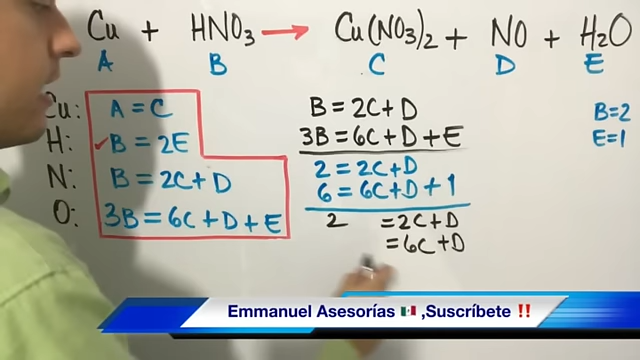 Cu + HNO₃ → Cu(NO₃)₂ + NO + H₂O
A B C D E
Cu: A = C
H: ✓B = 2E
N: B = 2C+D
O: 3B = 6C+D+E
B = 2C+D
3B = 6C+D+E
2 = 2C+D
6 = 6C+D+1
2 = 2C+D
= 6C+D
B=2
E=1
Emmanuel Asesorías 🇲🇽 ,Suscríbete ‼️